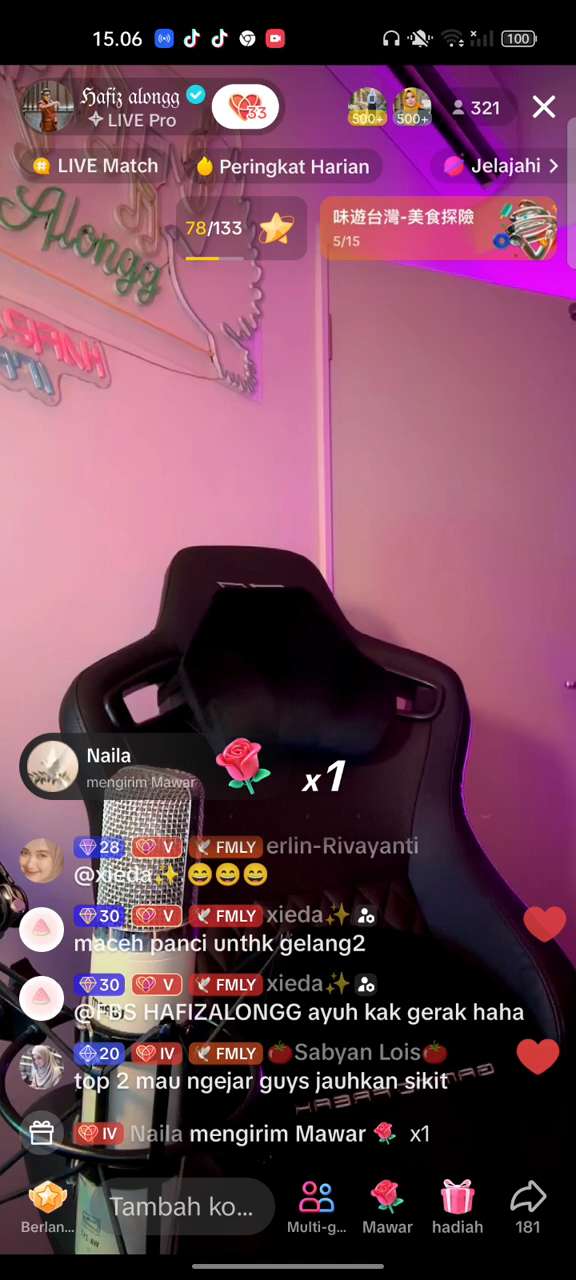 15.06
100
Hafiz alongg
LIVE Pro
33
500+
500+
321
LIVE Match
Peringkat Harian
Jelajahi
Alongg
78/133
味遊台灣-美食探險
5/15
Naila
mengirim Mawar
x1
28 V FMLY erlin-Rivayanti
@xieda✨ 😄😄😄
30 V FMLY xieda✨
maceh panci unthk gelang2
30 V FMLY xieda✨
@FBS HAFIZALONGG ayuh kak gerak haha
20 IV FMLY 🍅Sabyan Lois🍅
top 2 mau ngejar guys jauhkan sikit
IV Naila mengirim Mawar x1
Berlan...
Tambah ko...
Multi-g...
Mawar
hadiah
181